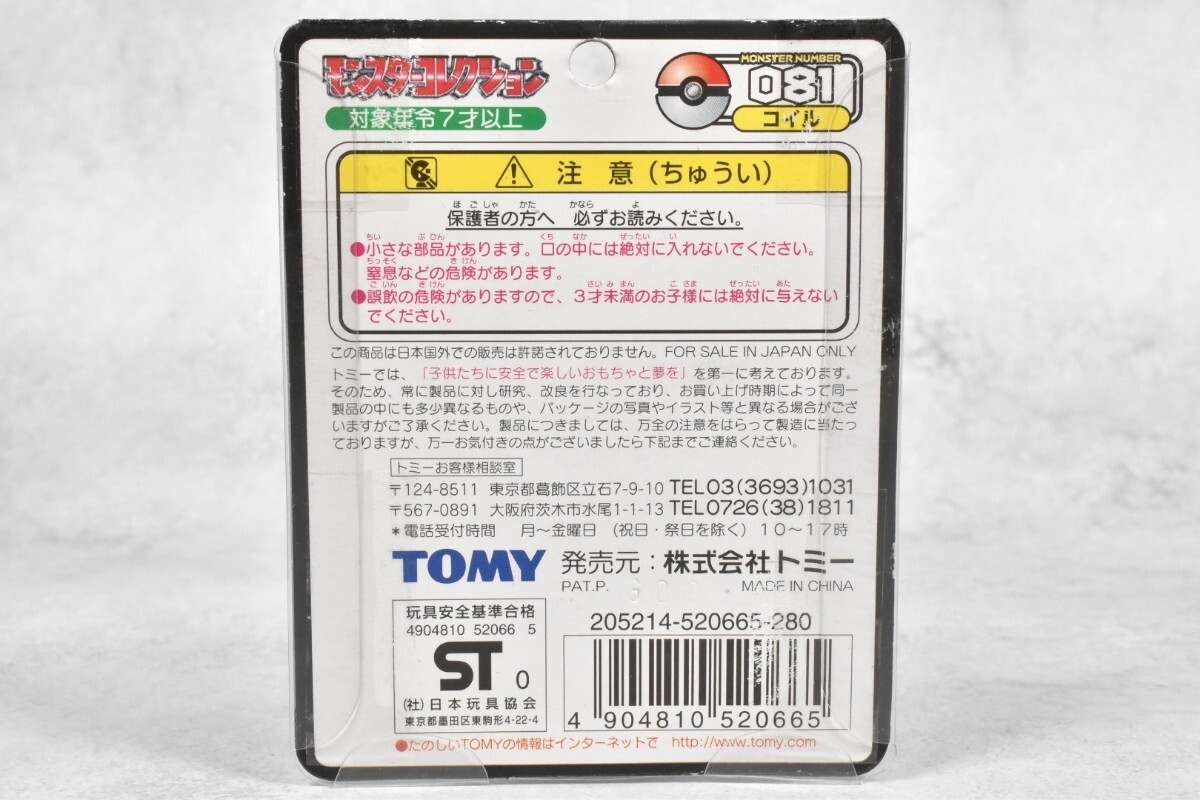 モンスターコレクション
対象年令7才以上
MONSTER NUMBER
081
コイル
注 意（ちゅうい）
保護者の方へ 必ずお読みください。
●小さな部品があります。口の中には絶対に入れないでください。
窒息などの危険があります。
●誤飲の危険がありますので、3才未満のお子様には絶対に与えない
でください。
この商品は日本国外での販売は許諾されておりません。FOR SALE IN JAPAN ONLY
トミーでは、「子供たちに安全で楽しいおもちゃと夢を」を第一に考えております。
そのため、常に製品に対し研究、改良を行なっており、お買い上げ時期によって同一
製品の中にも多少異なるものや、パッケージの写真やイラスト等と異なる場合がござ
いますがご了承ください。製品につきましては、万全の注意をはらって製造に当たっ
ておりますが、万一お気付きの点がございましたら下記までご連絡ください。
トミーお客様相談室
〒124-8511 東京都葛飾区立石7-9-10 TEL03(3693)1031
〒567-0891 大阪府茨木市水尾1-1-13 TEL0726(38)1811
*電話受付時間 月～金曜日 (祝日・祭日を除く) 10～17時
TOMY 発売元：株式会社トミー
PAT.P. MADE IN CHINA
玩具安全基準合格
4904810 52066 5
ST 0
(社)日本玩具協会
東京都墨田区東駒形4-22-4
205214-520665-280
4 904810 520665
●たのしいTOMYの情報はインターネットで http://www.tomy.com